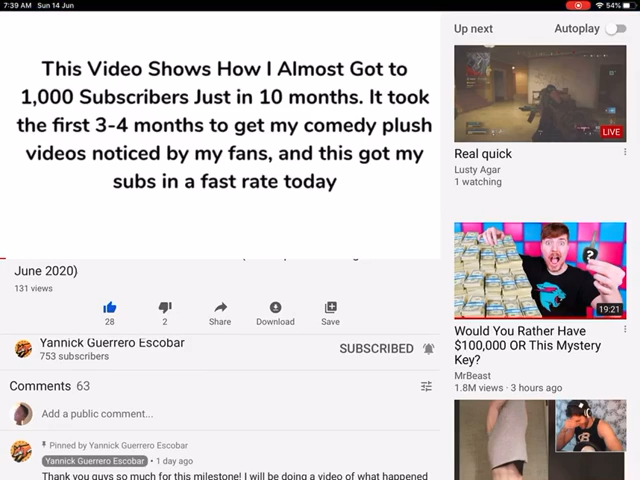 7:39 AM Sun 14 Jun
54%
This Video Shows How I Almost Got to
1,000 Subscribers Just in 10 months. It took
the first 3-4 months to get my comedy plush
videos noticed by my fans, and this got my
subs in a fast rate today
June 2020)
131 views
28
2
Share
Download
Save
Yannick Guerrero Escobar
753 subscribers
SUBSCRIBED
Comments 63
Add a public comment...
Pinned by Yannick Guerrero Escobar
Yannick Guerrero Escobar • 1 day ago
Thank you guys so much for this milestone! I will be doing a video of what happened
Up next
Autoplay
LIVE
Real quick
Lusty Agar
1 watching
?
19:21
Would You Rather Have
$100,000 OR This Mystery
Key?
MrBeast
1.8M views · 3 hours ago